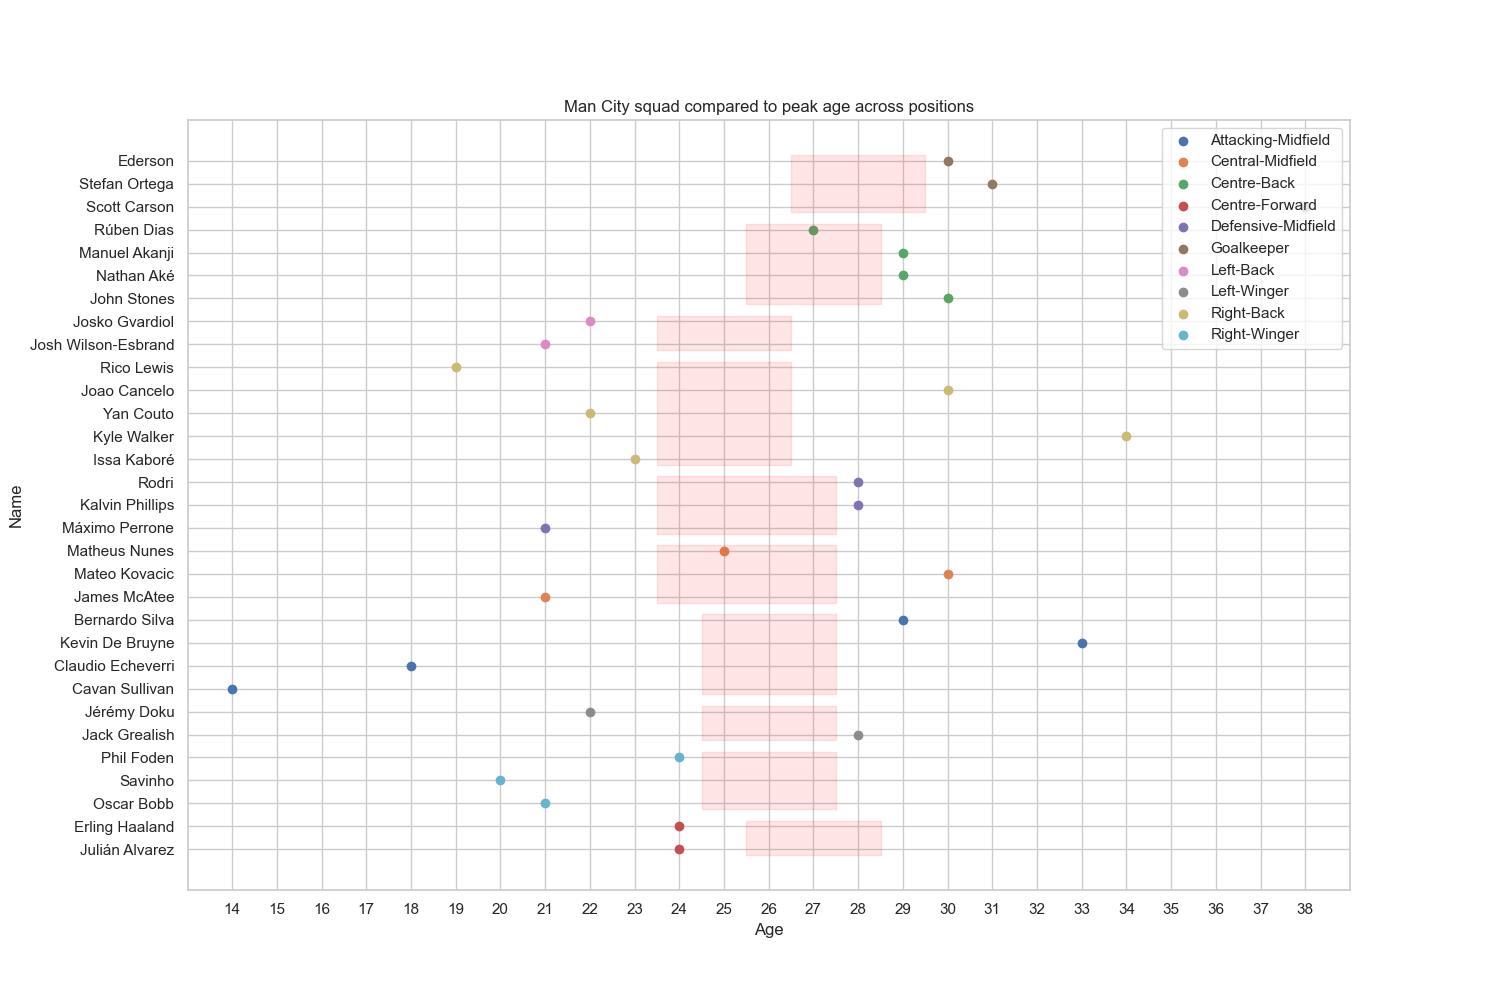 Man City squad compared to peak age across positions
Attacking-Midfield
Central-Midfield
Centre-Back
Centre-Forward
Defensive-Midfield
Goalkeeper
Left-Back
Left-Winger
Right-Back
Right-Winger
Name
Ederson
Stefan Ortega
Scott Carson
Rúben Dias
Manuel Akanji
Nathan Aké
John Stones
Josko Gvardiol
Josh Wilson-Esbrand
Rico Lewis
Joao Cancelo
Yan Couto
Kyle Walker
Issa Kaboré
Rodri
Kalvin Phillips
Máximo Perrone
Matheus Nunes
Mateo Kovacic
James McAtee
Bernardo Silva
Kevin De Bruyne
Claudio Echeverri
Cavan Sullivan
Jérémy Doku
Jack Grealish
Phil Foden
Savinho
Oscar Bobb
Erling Haaland
Julián Alvarez
14 15 16 17 18 19 20 21 22 23 24 25 26 27 28 29 30 31 32 33 34 35 36 37 38
Age